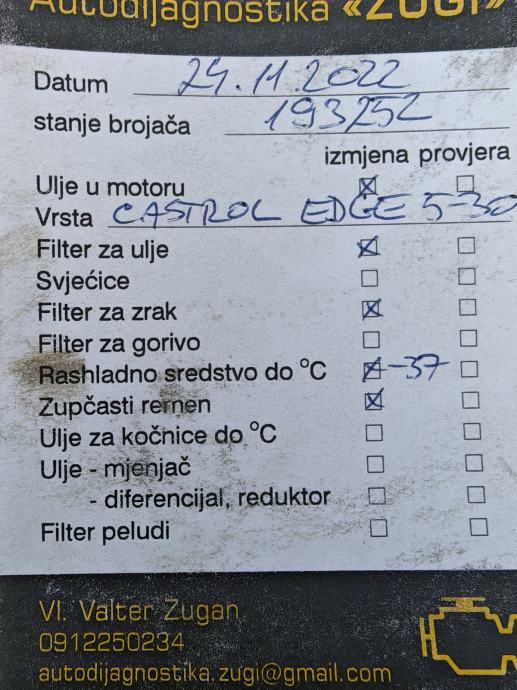 Autodijagnostika «ZUGI»
Datum 24.11.2022
stanje brojača 193252
izmjena provjera
Ulje u motoru
Vrsta CASTROL EDGE 5-30
Filter za ulje
Svjećice
Filter za zrak
Filter za gorivo
Rashladno sredstvo do °C -37
Zupčasti remen
Ulje za kočnice do °C
Ulje - mjenjač
- diferencijal, reduktor
Filter peludi
Vl. Valter Zugan
0912250234
autodijagnostika.zugi@gmail.com